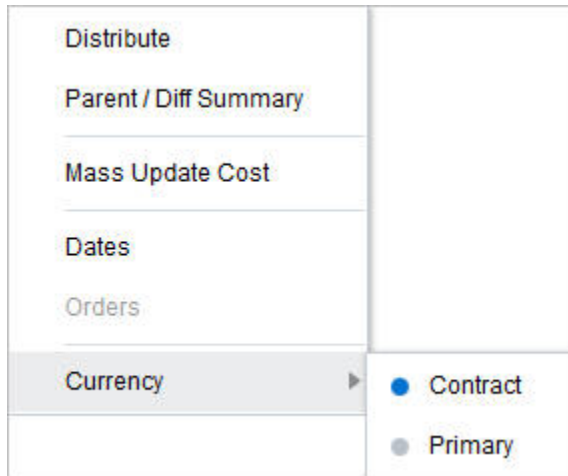 Distribute
Parent / Diff Summary
Mass Update Cost
Dates
Orders
Currency
Contract
Primary